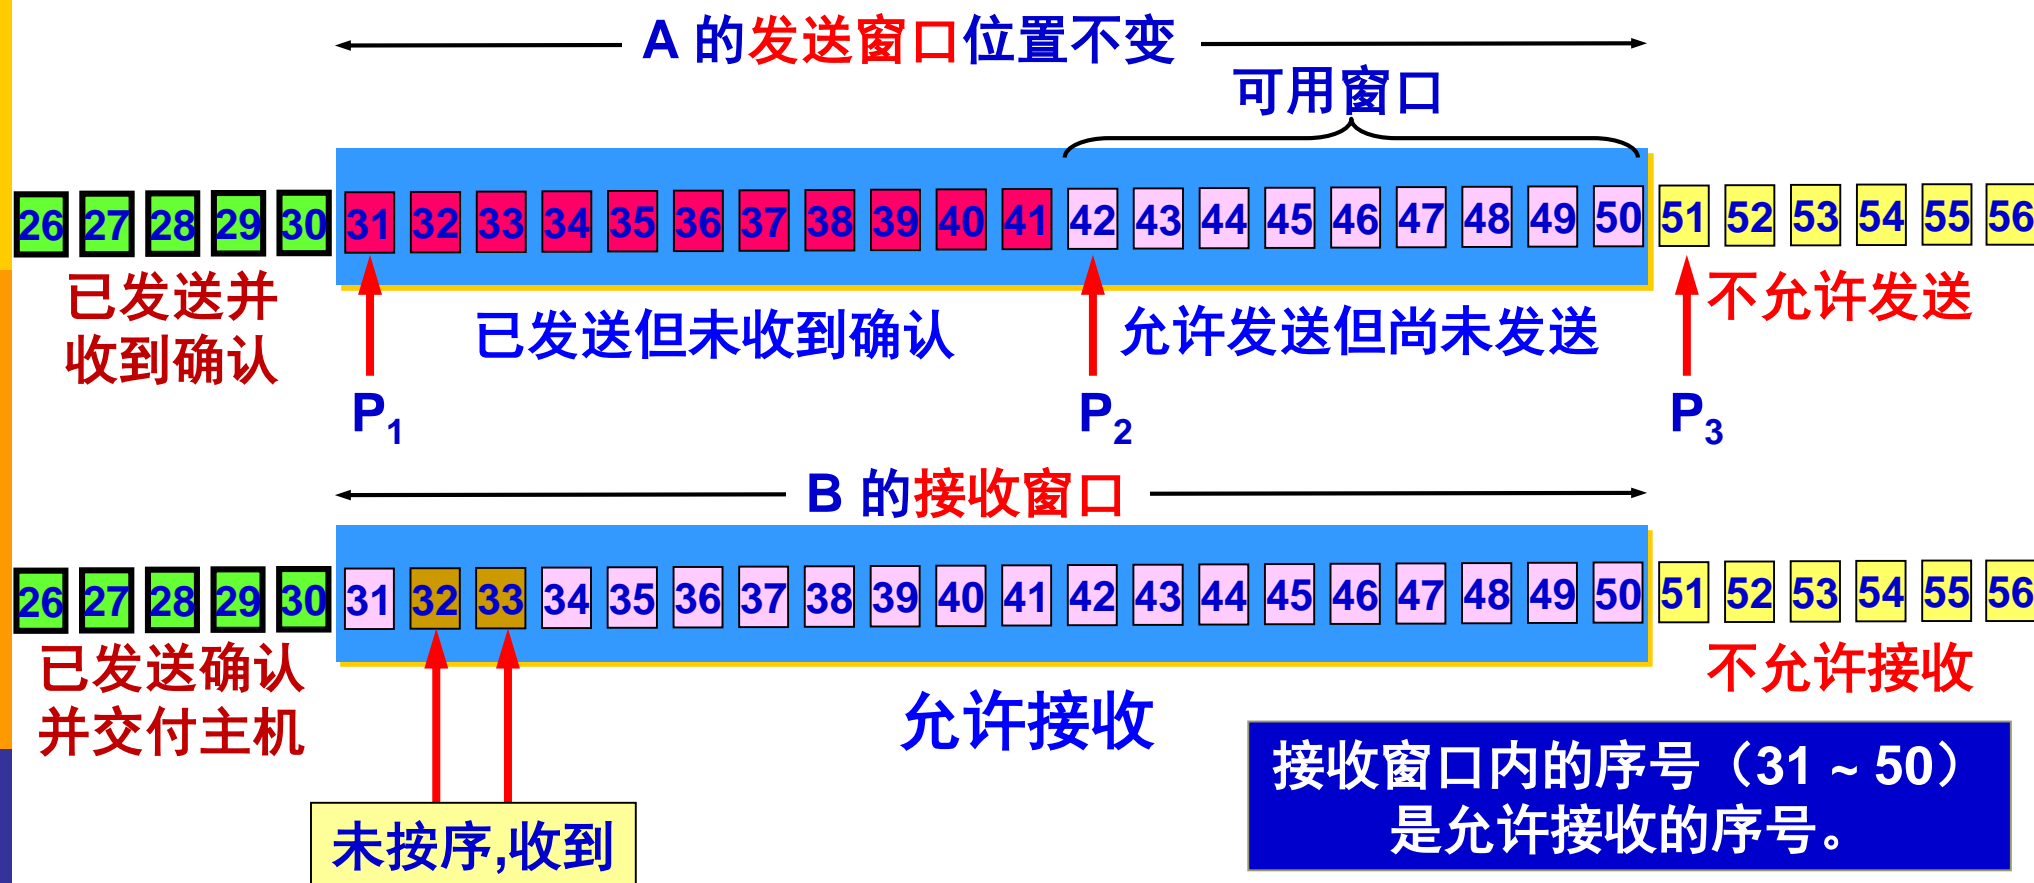 A 的发送窗口位置不变
可用窗口
26 27 28 29 30 31 32 33 34 35 36 37 38 39 40 41 42 43 44 45 46 47 48 49 50 51 52 53 54 55 56
已发送并
收到确认
已发送但未收到确认
允许发送但尚未发送
不允许发送
P1
P2
P3
B 的接收窗口
26 27 28 29 30 31 32 33 34 35 36 37 38 39 40 41 42 43 44 45 46 47 48 49 50 51 52 53 54 55 56
已发送确认
并交付主机
允许接收
不允许接收
未按序,收到
接收窗口内的序号（31 ~ 50）
是允许接收的序号。